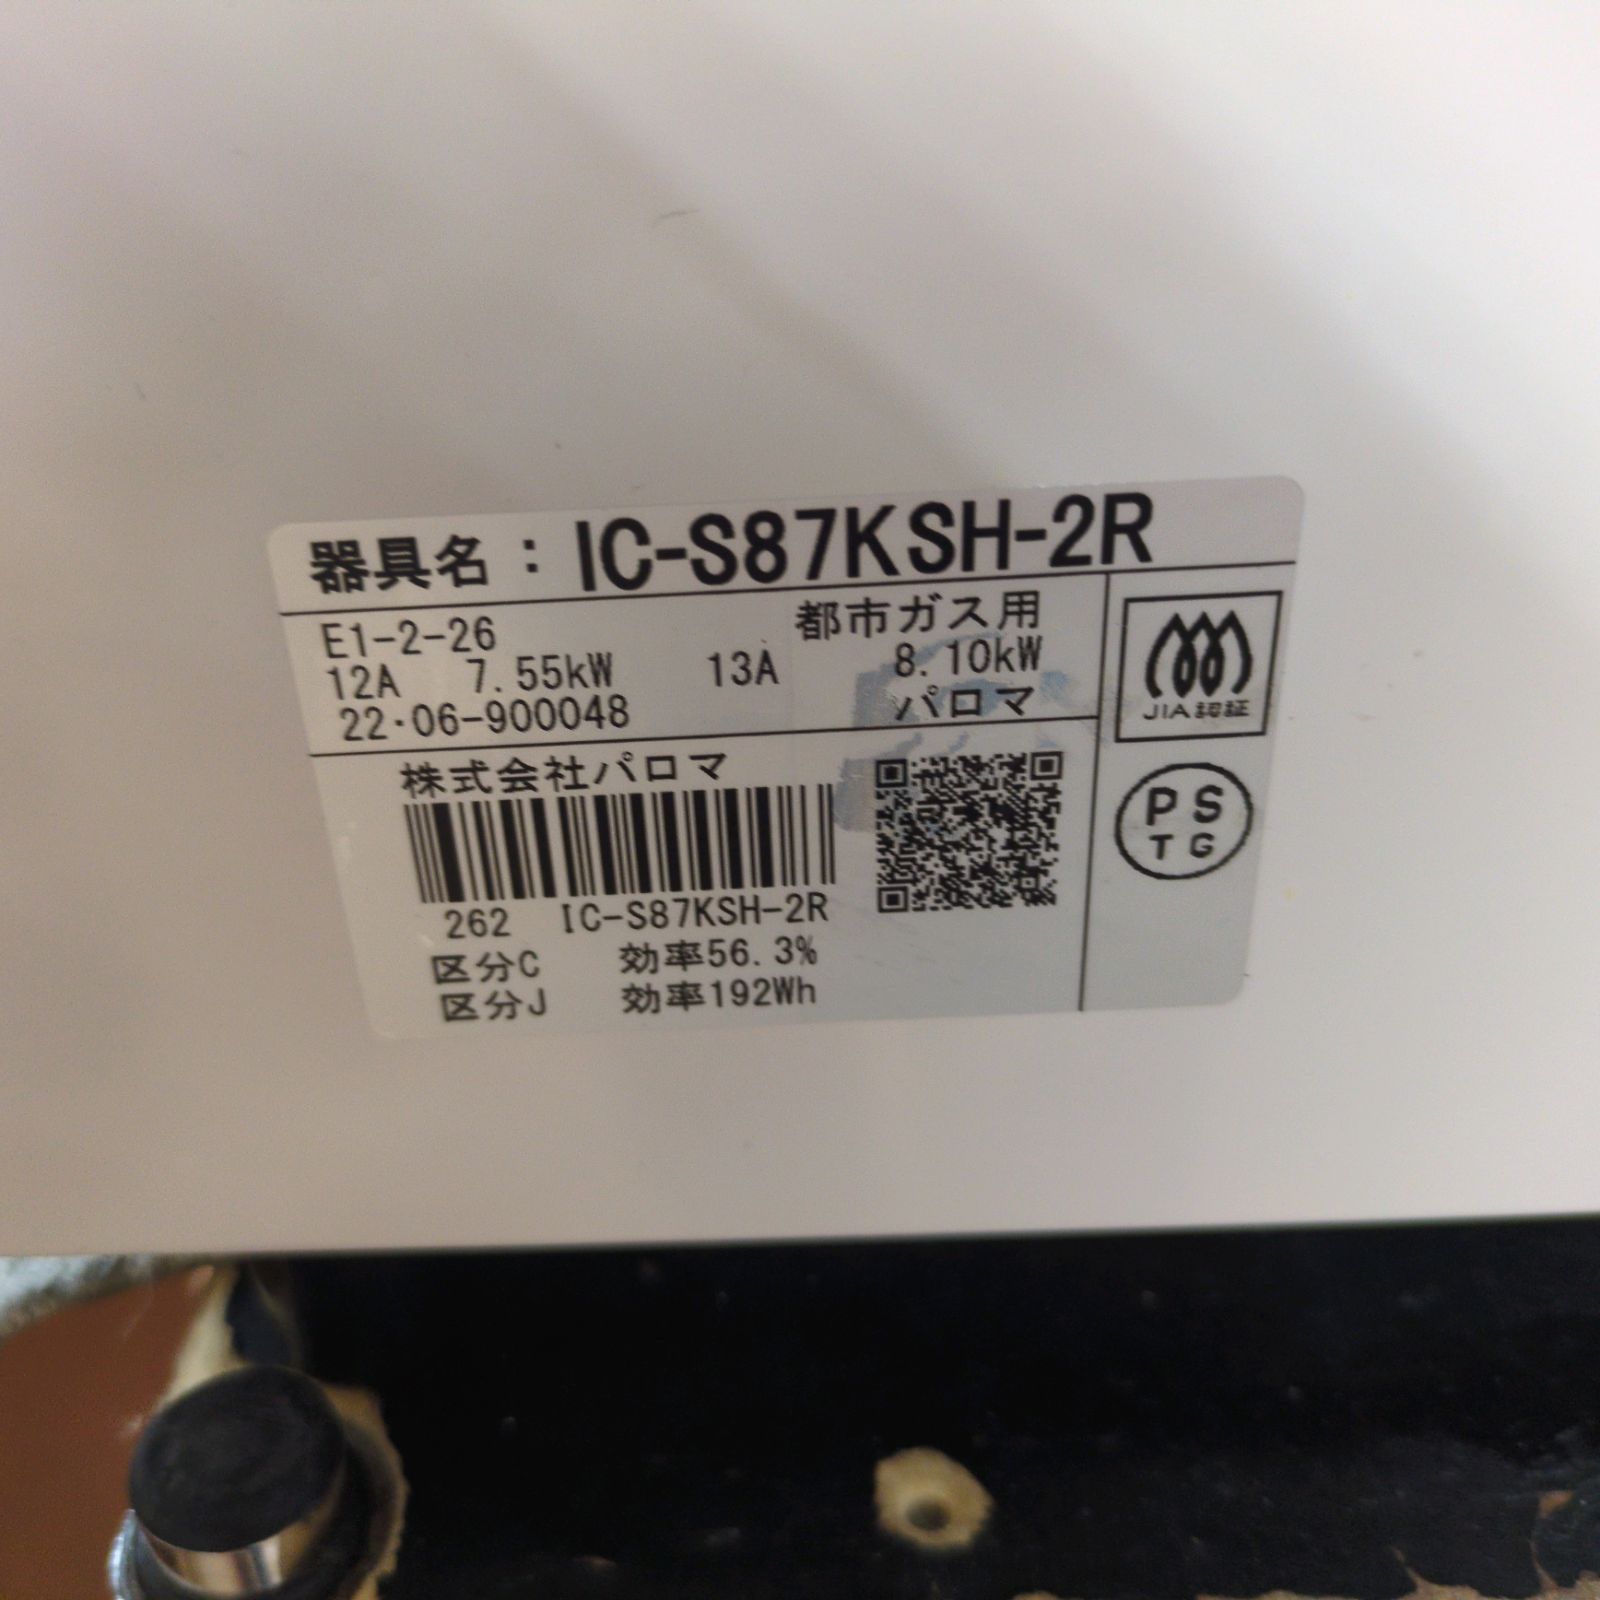 器具名：IC-S87KSH-2R
E1-2-26 都市ガス用
12A 7.55kW 13A 8.10kW
22・06-900048 パロマ
JIA認証
株式会社パロマ
262 IC-S87KSH-2R
区分C 効率56.3%
区分J 効率192Wh
PS
TG